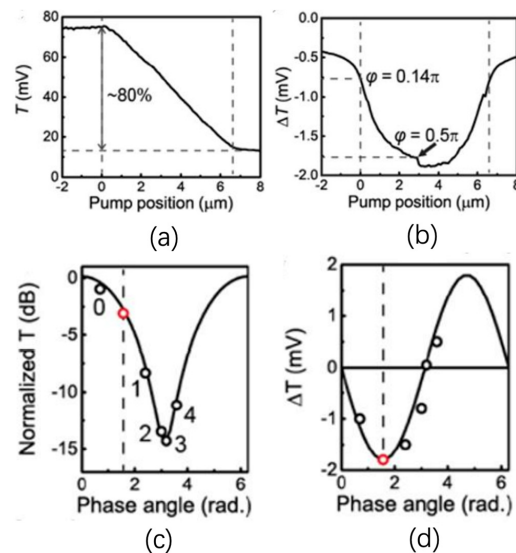 80
60
40
20
0
T (mV)
~80%
-2 0 2 4 6 8
Pump position (μm)
(a)
0.0
-0.5
-1.0
-1.5
-2.0
ΔT (mV)
φ = 0.14π
φ = 0.5π
-2 0 2 4 6 8
Pump position (μm)
(b)
0
-5
-10
-15
Normalized T (dB)
0
1
2
3
4
0 2 4 6
Phase angle (rad.)
(c)
2
1
0
-1
-2
ΔT (mV)
0 2 4 6
Phase angle (rad.)
(d)